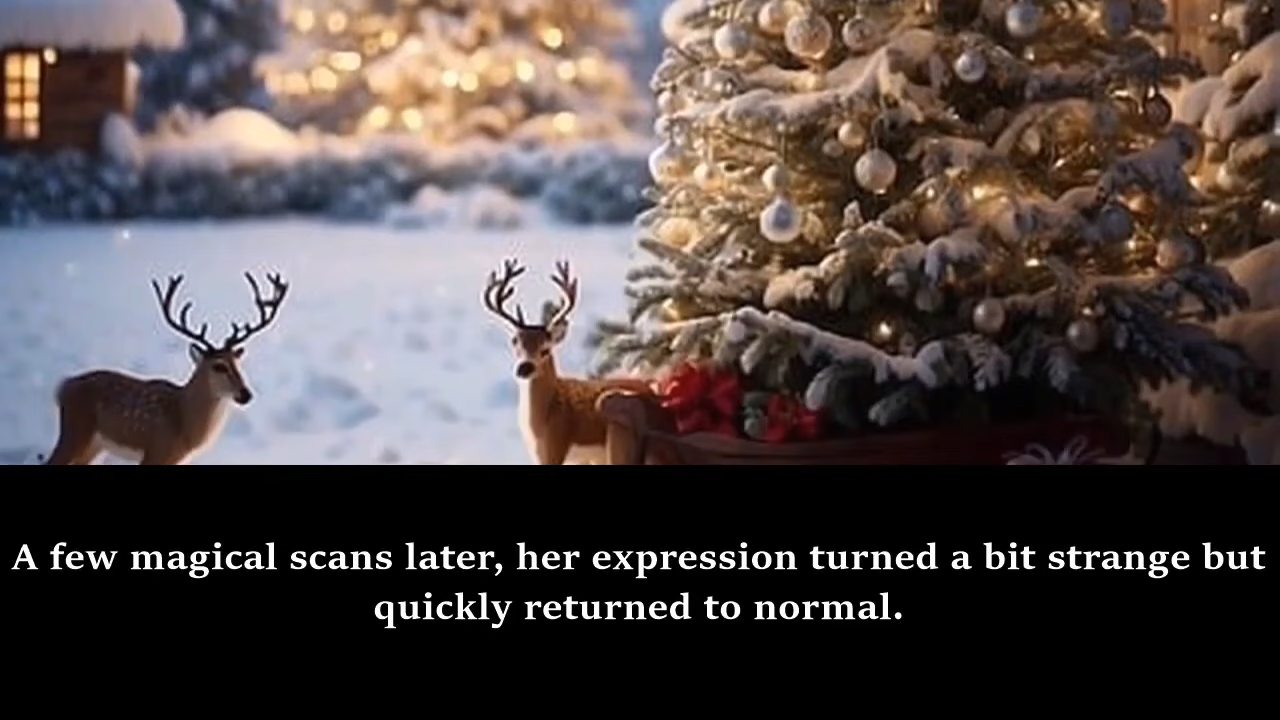 A few magical scans later, her expression turned a bit strange but
quickly returned to normal.